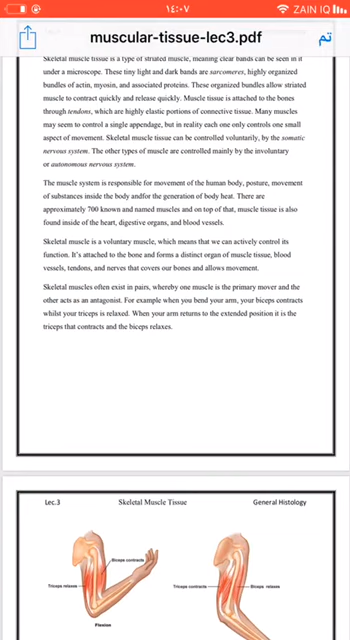 ١٤:٠٧
ZAIN IQ
muscular-tissue-lec3.pdf
تم
Skeletal muscle tissue is a type of striated muscle, meaning clear bands can be seen in it
under a microscope. These tiny light and dark bands are sarcomeres, highly organized
bundles of actin, myosin, and associated proteins. These organized bundles allow striated
muscle to contract quickly and release quickly. Muscle tissue is attached to the bones
through tendons, which are highly elastic portions of connective tissue. Many muscles
may seem to control a single appendage, but in reality each one only controls one small
aspect of movement. Skeletal muscle tissue can be controlled voluntarily, by the somatic
nervous system. The other types of muscle are controlled mainly by the involuntary
or autonomous nervous system.
The muscle system is responsible for movement of the human body, posture, movement
of substances inside the body andfor the generation of body heat. There are
approximately 700 known and named muscles and on top of that, muscle tissue is also
found inside of the heart, digestive organs, and blood vessels.
Skeletal muscle is a voluntary muscle, which means that we can actively control its
function. It's attached to the bone and forms a distinct organ of muscle tissue, blood
vessels, tendons, and nerves that covers our bones and allows movement.
Skeletal muscles often exist in pairs, whereby one muscle is the primary mover and the
other acts as an antagonist. For example when you bend your arm, your biceps contracts
whilst your triceps is relaxed. When your arm returns to the extended position it is the
triceps that contracts and the biceps relaxes.
Lec.3 Skeletal Muscle Tissue General Histology
Biceps contracts
Triceps relaxes
Triceps contracts
Biceps relaxes
Flexion